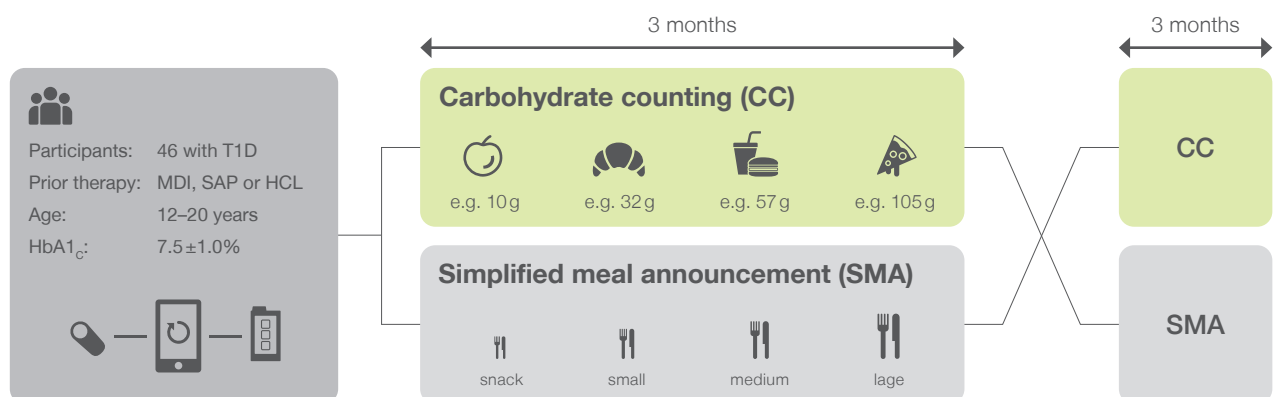 3 months
3 months
Participants: 46 with T1D
Prior therapy: MDI, SAP or HCL
Age: 12–20 years
HbA1c: 7.5±1.0%
Carbohydrate counting (CC)
e.g. 10g e.g. 32g e.g. 57g e.g. 105g
Simplified meal announcement (SMA)
snack small medium lage
CC
SMA